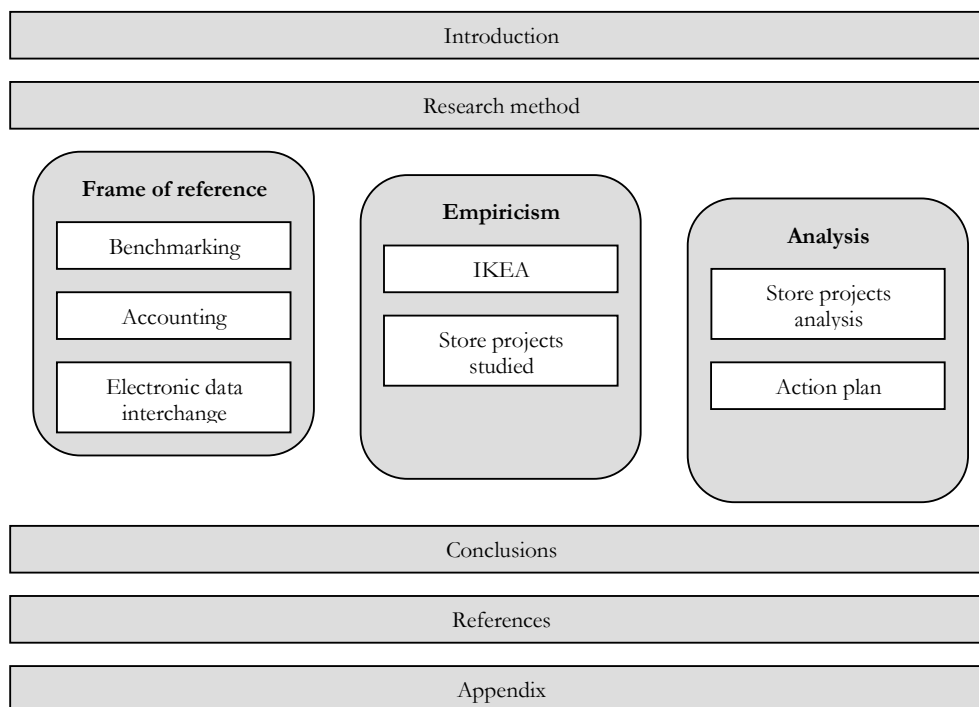 Introduction
Research method
Frame of reference
Benchmarking
Accounting
Electronic data
interchange
Empiricism
IKEA
Store projects
studied
Analysis
Store projects
analysis
Action plan
Conclusions
References
Appendix